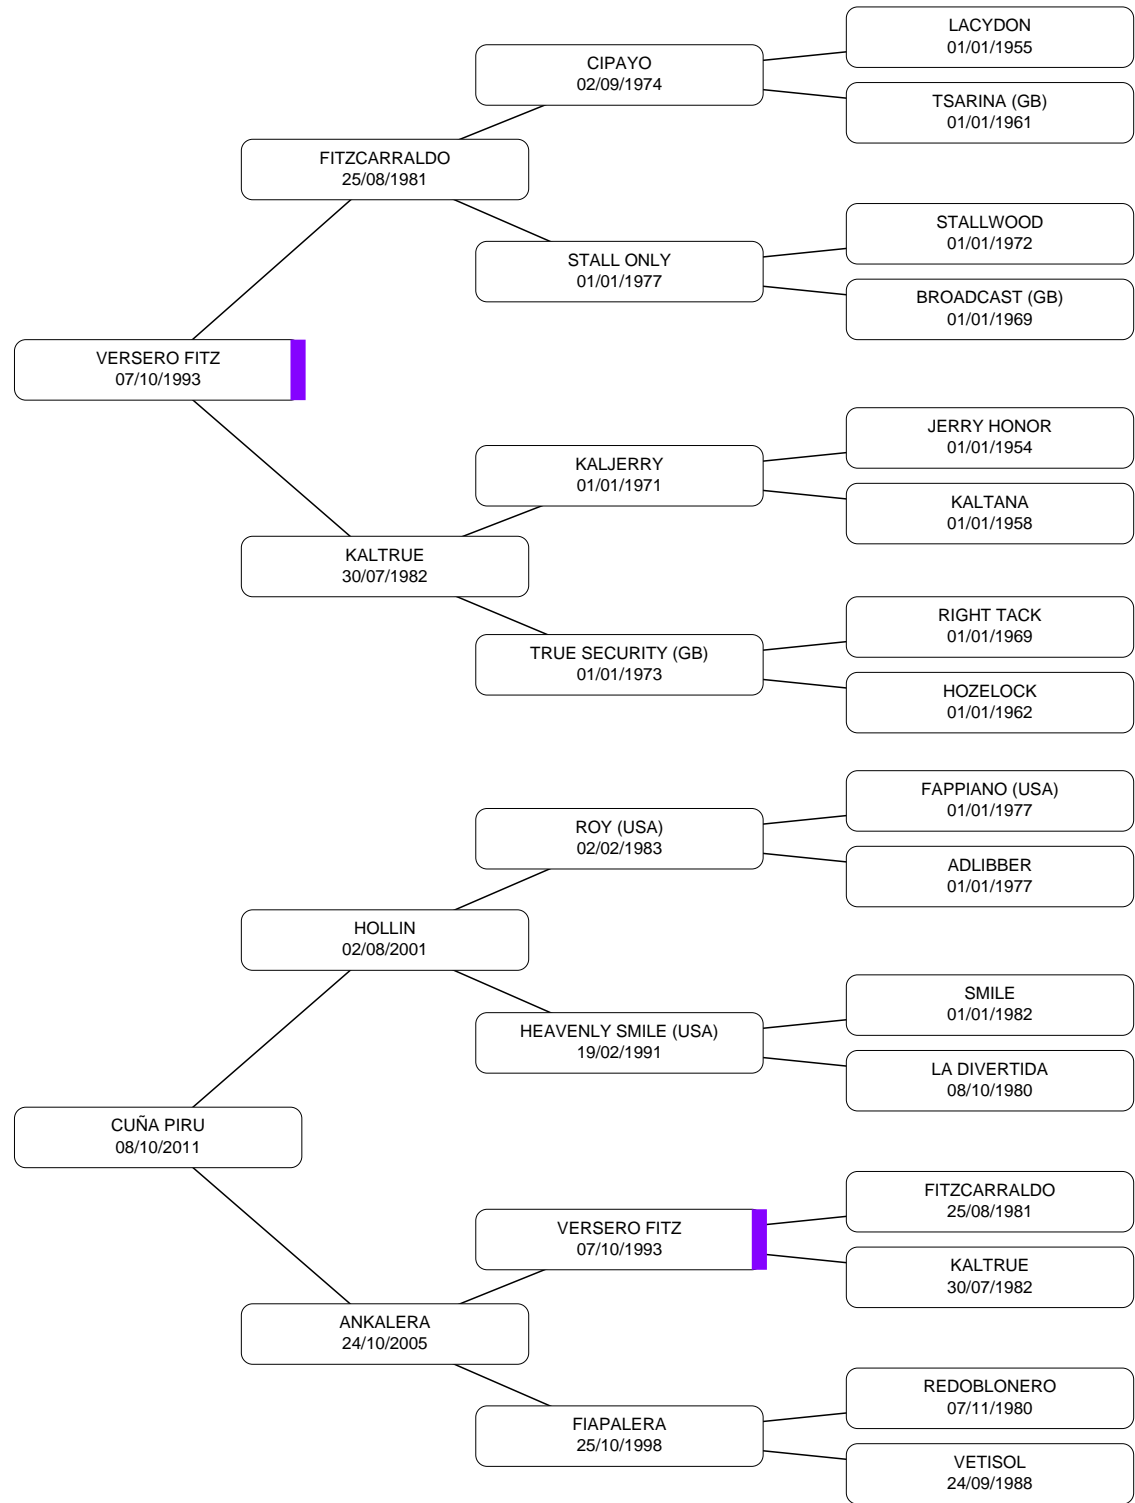 LACYDON
01/01/1955
CIPAYO
02/09/1974
TSARINA (GB)
01/01/1961
FITZCARRALDO
25/08/1981
STALLWOOD
01/01/1972
STALL ONLY
01/01/1977
BROADCAST (GB)
01/01/1969
VERSERO FITZ
07/10/1993
JERRY HONOR
01/01/1954
KALJERRY
01/01/1971
KALTANA
01/01/1958
KALTRUE
30/07/1982
RIGHT TACK
01/01/1969
TRUE SECURITY (GB)
01/01/1973
HOZELOCK
01/01/1962
FAPPIANO (USA)
01/01/1977
ROY (USA)
02/02/1983
ADLIBBER
01/01/1977
HOLLIN
02/08/2001
SMILE
01/01/1982
HEAVENLY SMILE (USA)
19/02/1991
LA DIVERTIDA
08/10/1980
CUÑA PIRU
08/10/2011
FITZCARRALDO
25/08/1981
VERSERO FITZ
07/10/1993
KALTRUE
30/07/1982
ANKALERA
24/10/2005
REDOBLONERO
07/11/1980
FIAPALERA
25/10/1998
VETISOL
24/09/1988